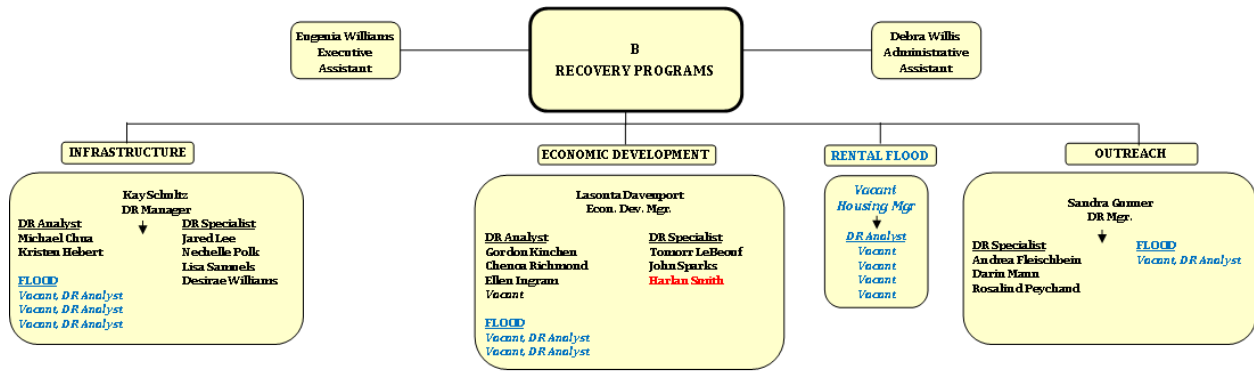 Eugenia Williams
Executive
Assistant
B
RECOVERY PROGRAMS
Debra Willis
Administrative
Assistant
INFRASTRUCTURE
Kay Schultz
DR Manager
DR Analyst
Michael Chua
Kristen Hebert
DR Specialist
Jared Lee
Nechelle Polk
Lisa Samuels
Desirae Williams
FLOOD
Vacant, DR Analyst
Vacant, DR Analyst
Vacant, DR Analyst
ECONOMIC DEVELOPMENT
Lasonta Davenport
Econ. Dev. Mgr.
DR Analyst
Gordon Kinchen
Chenoa Richmond
Ellen Ingram
Vacant
DR Specialist
Tomorr LeBeouf
John Sparks
Harlan Smith
FLOOD
Vacant, DR Analyst
Vacant, DR Analyst
RENTAL FLOOD
Vacant
Housing Mgr
DR Analyst
Vacant
Vacant
Vacant
Vacant
OUTREACH
Sandra Gunner
DR Mgr.
DR Specialist
Andrea Fleischbein
Darin Mann
Rosalind Peychaud
FLOOD
Vacant, DR Analyst